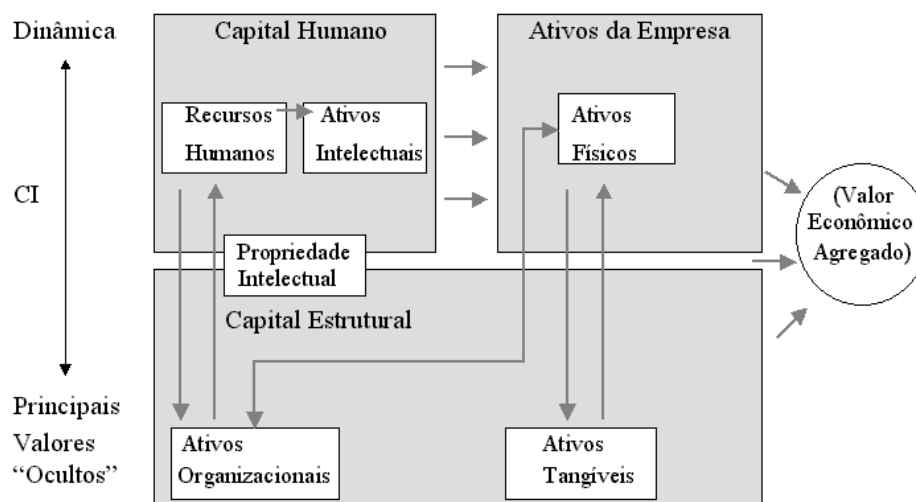 Dinâmica
Capital Humano
Ativos da Empresa
Recursos
Humanos
Ativos
Intelectuais
Ativos
Físicos
CI
(Valor
Econômico
Agregado)
Propriedade
Intelectual
Capital Estrutural
Principais
Valores
“Ocultos”
Ativos
Organizacionais
Ativos
Tangíveis